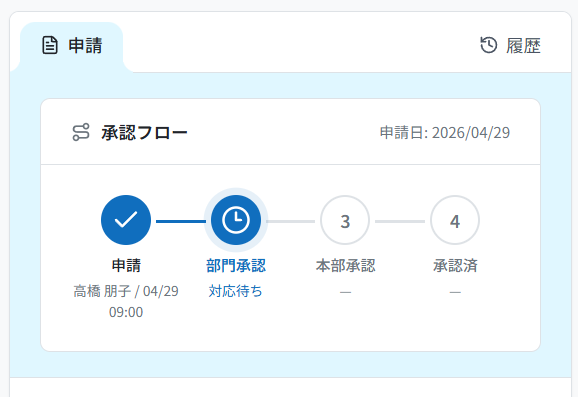 申請
履歴
承認フロー
申請日: 2026/04/29
3
4
申請
部門承認
本部承認
承認済
高橋 朋子 / 04/29
09:00
対応待ち
—
—